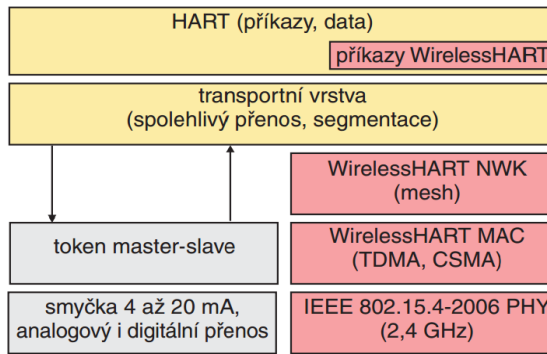 HART (příkazy, data)
příkazy WirelessHART
transportní vrstva
(spolehlivý přenos, segmentace)
WirelessHART NWK
(mesh)
token master-slave
WirelessHART MAC
(TDMA, CSMA)
smyčka 4 až 20 mA,
analogový i digitální přenos
IEEE 802.15.4-2006 PHY
(2,4 GHz)